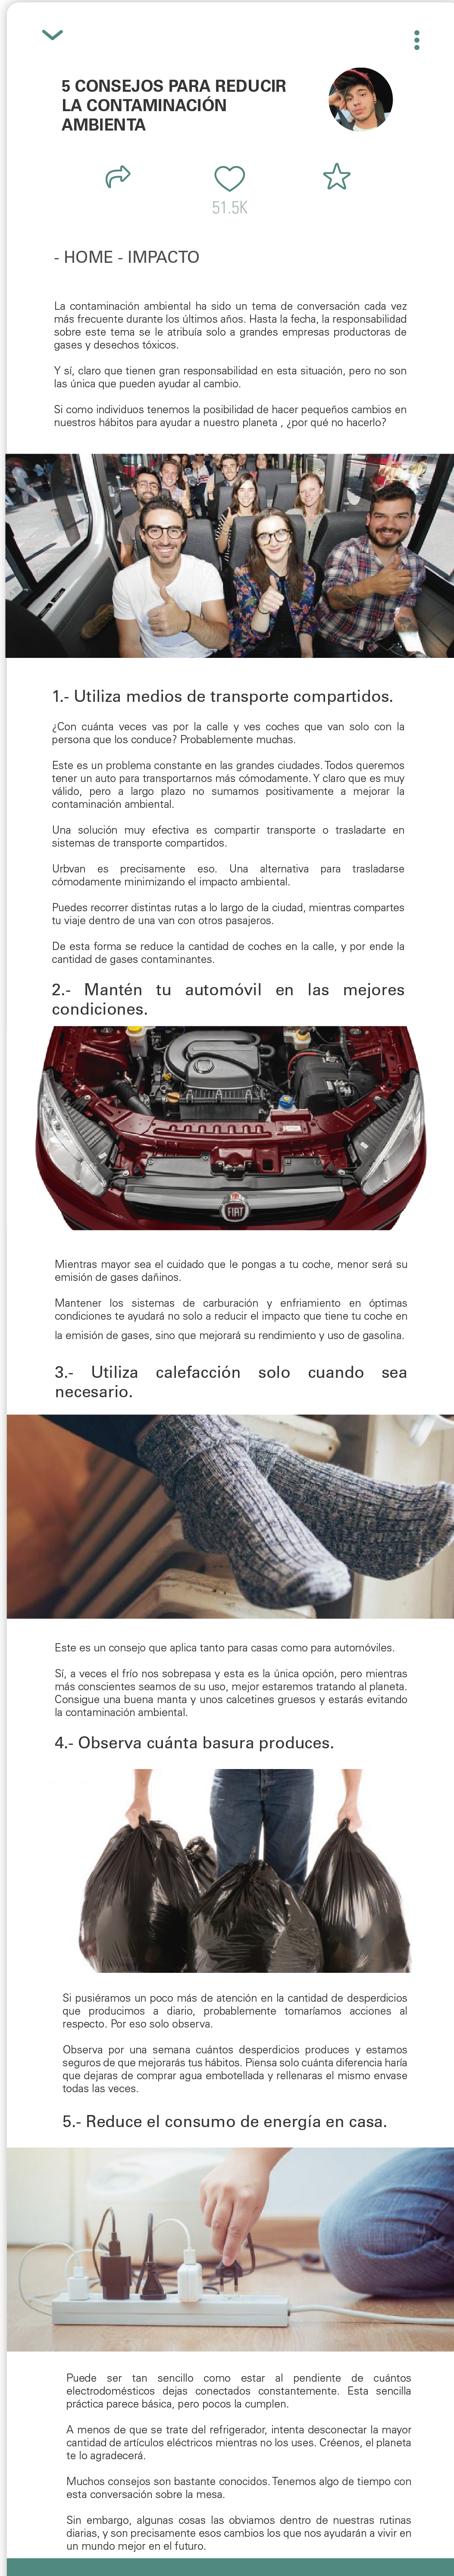 5 CONSEJOS PARA REDUCIR
LA CONTAMINACIÓN
AMBIENTA
51.5K
- HOME - IMPACTO
La contaminación ambiental ha sido un tema de conversación cada vez
más frecuente durante los últimos años. Hasta la fecha, la responsabilidad
sobre este tema se le atribuía solo a grandes empresas productoras de
gases y desechos tóxicos.
Y sí, claro que tienen gran responsabilidad en esta situación, pero no son
las única que pueden ayudar al cambio.
Si como individuos tenemos la posibilidad de hacer pequeños cambios en
nuestros hábitos para ayudar a nuestro planeta , ¿por qué no hacerlo?
1.- Utiliza medios de transporte compartidos.
¿Con cuánta veces vas por la calle y ves coches que van solo con la
persona que los conduce? Probablemente muchas.
Este es un problema constante en las grandes ciudades. Todos queremos
tener un auto para transportarnos más cómodamente. Y claro que es muy
válido, pero a largo plazo no sumamos positivamente a mejorar la
contaminación ambiental.
Una solución muy efectiva es compartir transporte o trasladarte en
sistemas de transporte compartidos.
Urbvan es precisamente eso. Una alternativa para trasladarse
cómodamente minimizando el impacto ambiental.
Puedes recorrer distintas rutas a lo largo de la ciudad, mientras compartes
tu viaje dentro de una van con otros pasajeros.
De esta forma se reduce la cantidad de coches en la calle, y por ende la
cantidad de gases contaminantes.
2.- Mantén tu automóvil en las mejores
condiciones.
FIAT
Mientras mayor sea el cuidado que le pongas a tu coche, menor será su
emisión de gases dañinos.
Mantener los sistemas de carburación y enfriamiento en óptimas
condiciones te ayudará no solo a reducir el impacto que tiene tu coche en
la emisión de gases, sino que mejorará su rendimiento y uso de gasolina.
3.- Utiliza calefacción solo cuando sea
necesario.
Este es un consejo que aplica tanto para casas como para automóviles.
Sí, a veces el frío nos sobrepasa y esta es la única opción, pero mientras
más conscientes seamos de su uso, mejor estaremos tratando al planeta.
Consigue una buena manta y unos calcetines gruesos y estarás evitando
la contaminación ambiental.
4.- Observa cuánta basura produces.
Si pusiéramos un poco más de atención en la cantidad de desperdicios
que producimos a diario, probablemente tomaríamos acciones al
respecto. Por eso solo observa.
Observa por una semana cuántos desperdicios produces y estamos
seguros de que mejorarás tus hábitos. Piensa solo cuánta diferencia haría
que dejaras de comprar agua embotellada y rellenaras el mismo envase
todas las veces.
5.- Reduce el consumo de energía en casa.
Puede ser tan sencillo como estar al pendiente de cuántos
electrodomésticos dejas conectados constantemente. Esta sencilla
práctica parece básica, pero pocos la cumplen.
A menos de que se trate del refrigerador, intenta desconectar la mayor
cantidad de artículos eléctricos mientras no los uses. Créenos, el planeta
te lo agradecerá.
Muchos consejos son bastante conocidos. Tenemos algo de tiempo con
esta conversación sobre la mesa.
Sin embargo, algunas cosas las obviamos dentro de nuestras rutinas
diarias, y son precisamente esos cambios los que nos ayudarán a vivir en
un mundo mejor en el futuro.